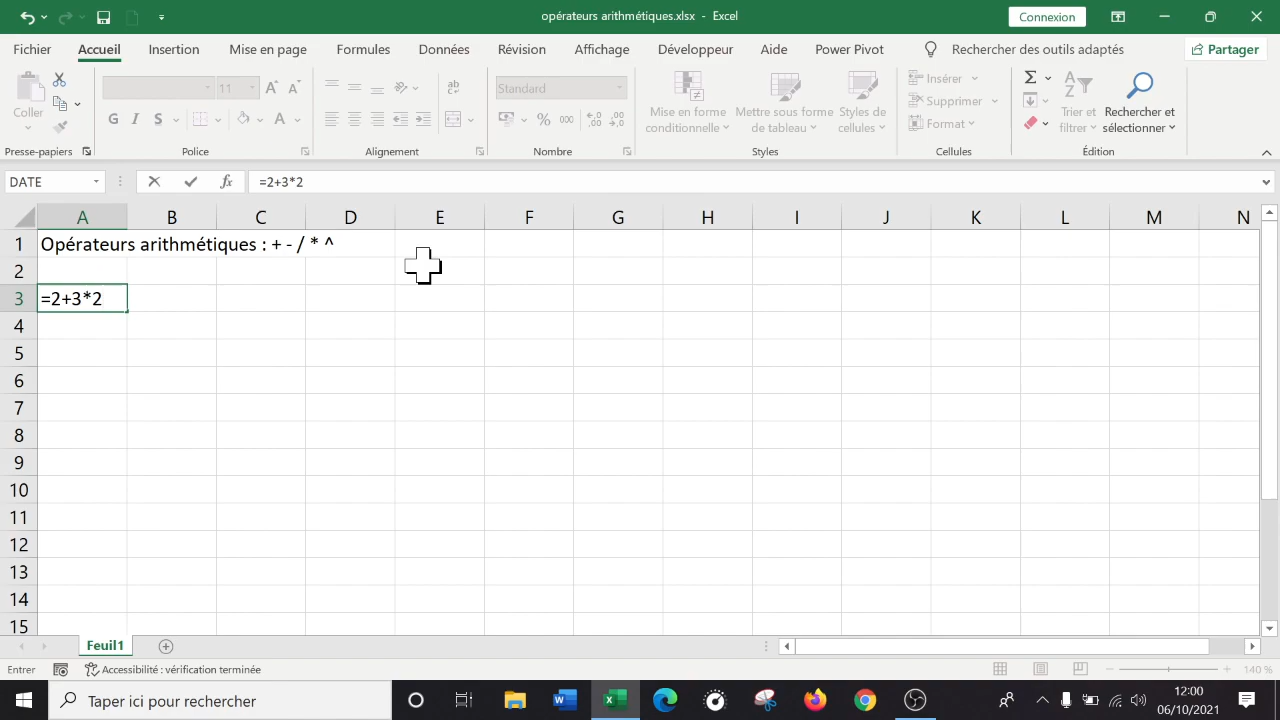 opérateurs arithmétiques.xlsx - Excel
Connexion
Fichier Accueil Insertion Mise en page Formules Données Révision Affichage Développeur Aide Power Pivot Rechercher des outils adaptés Partager
Coller
Presse-papiers
G I S A
Police
ab
Alignement
Standard
% 000
Nombre
Mise en forme conditionnelle
Mettre sous forme de tableau
Styles de cellules
Styles
Insérer
Supprimer
Format
Cellules
Σ
Trier et filtrer
Rechercher et sélectionner
Édition
DATE fx =2+3*2
A B C D E F G H I J K L M N
1 Opérateurs arithmétiques : + - / * ^
2
3 =2+3*2
4
5
6
7
8
9
10
11
12
13
14
15
Feuil1
Entrer Accessibilité : vérification terminée 140 %
Taper ici pour rechercher
12:00
06/10/2021